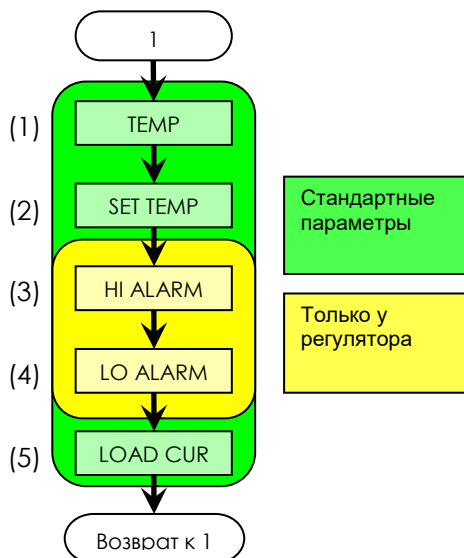 1
(1) TEMP
(2) SET TEMP
Стандартные
параметры
(3) HI ALARM
Только у
регулятора
(4) LO ALARM
(5) LOAD CUR
Возврат к 1